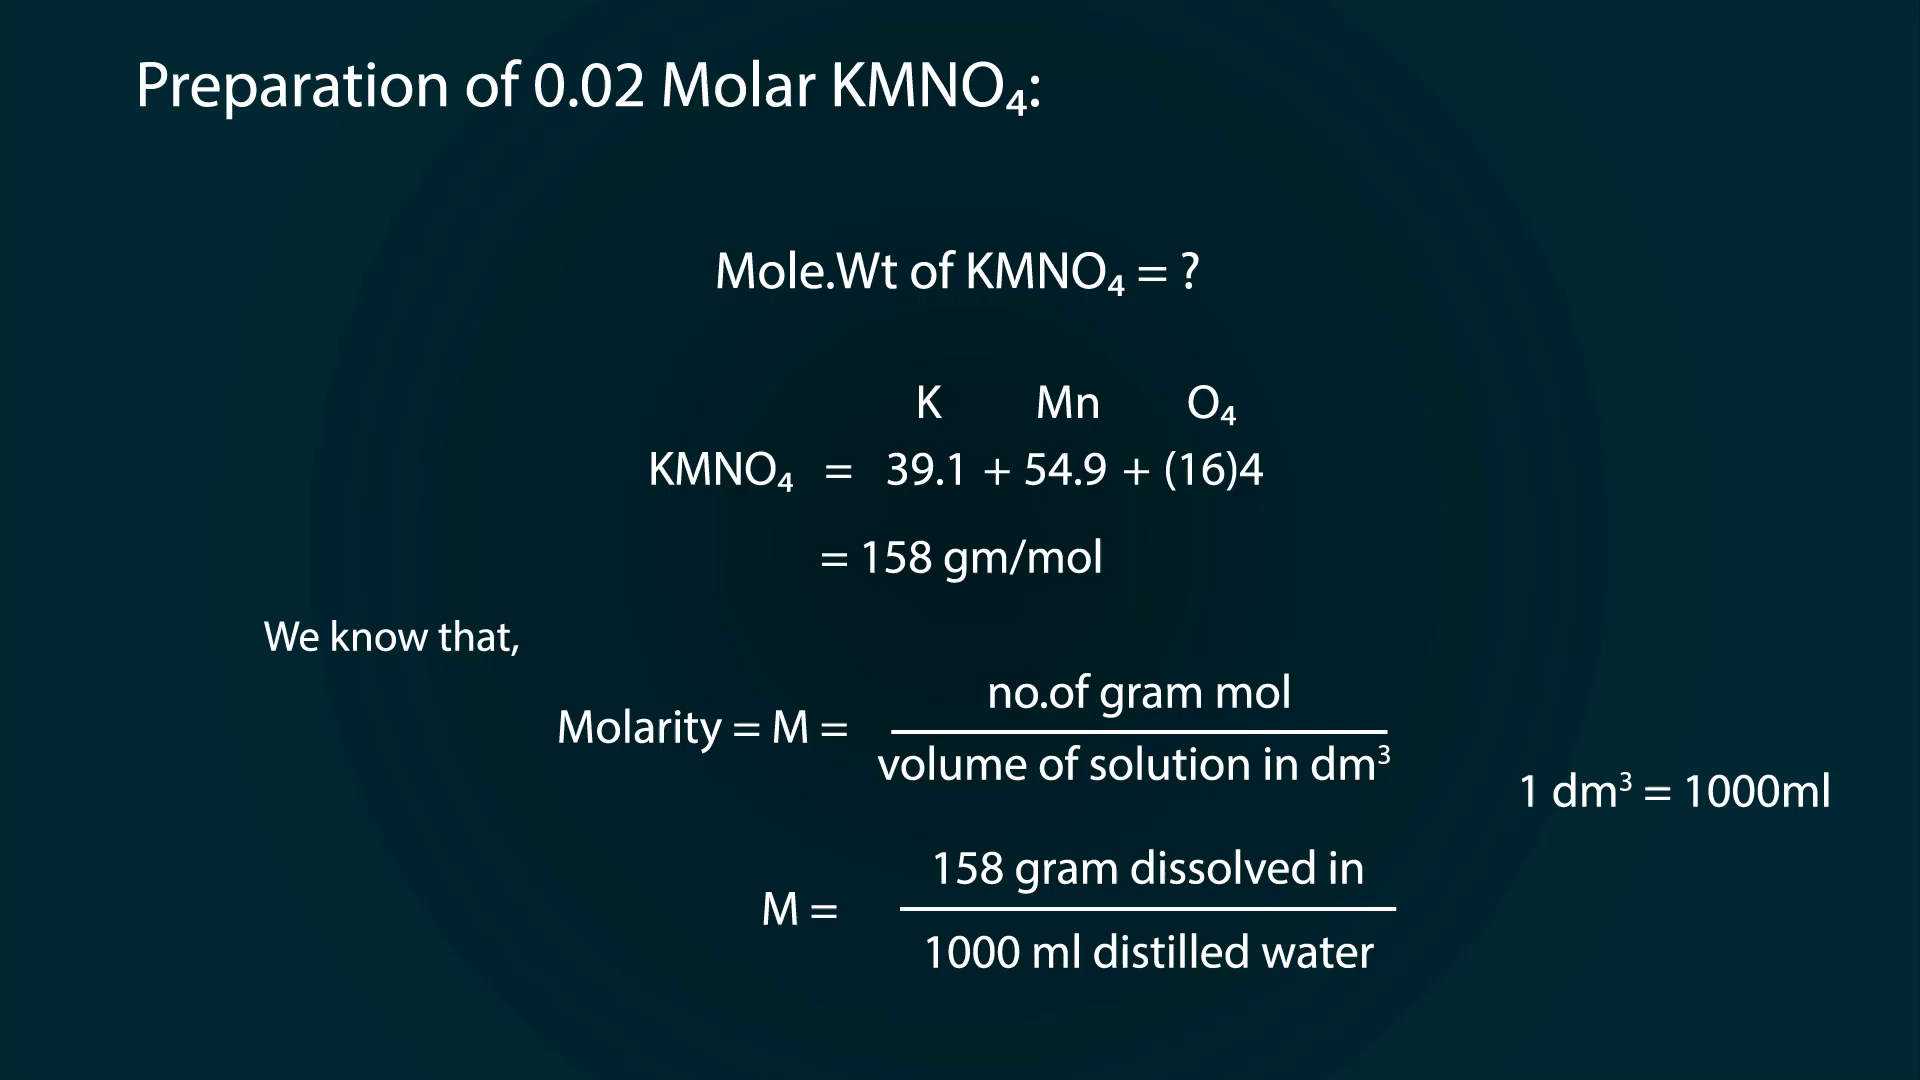 Preparation of 0.02 Molar KMNO₄:
Mole.Wt of KMNO₄ = ?
K Mn O₄
KMNO₄ = 39.1 + 54.9 + (16)4
= 158 gm/mol
We know that,
no.of gram mol
Molarity = M =
volume of solution in dm³
1 dm³ = 1000ml
158 gram dissolved in
M =
1000 ml distilled water